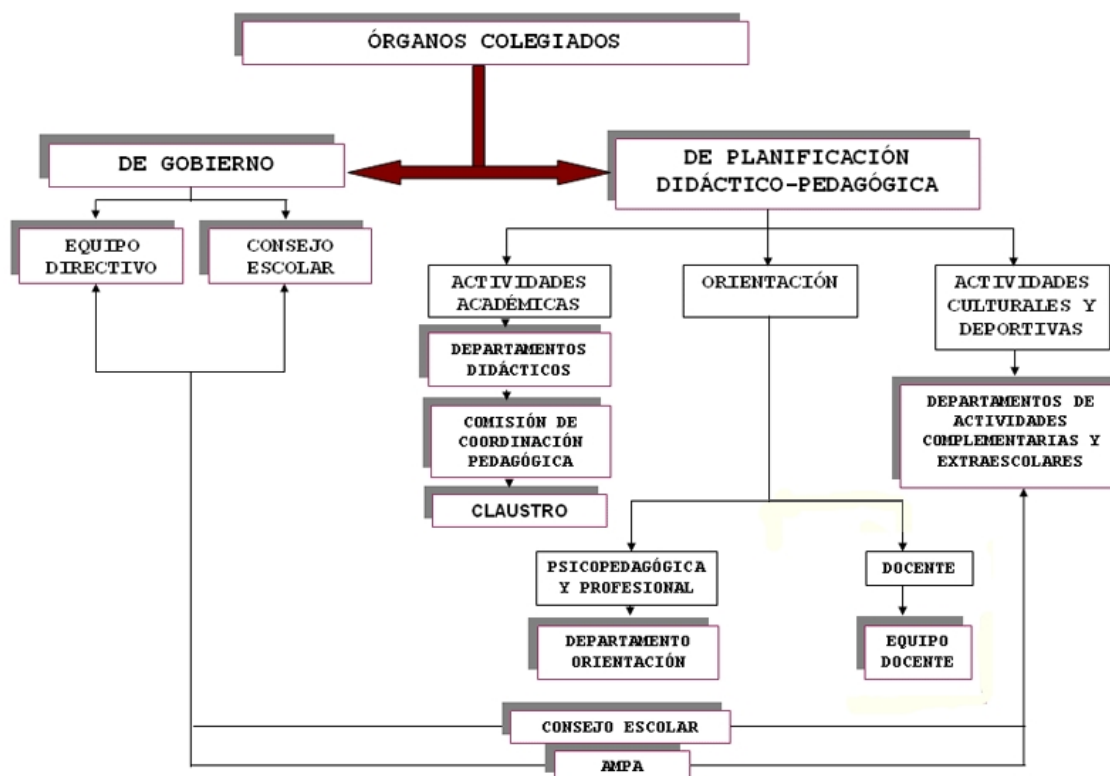 ÓRGANOS COLEGIADOS
DE GOBIERNO
DE PLANIFICACIÓN
DIDÁCTICO-PEDAGÓGICA
EQUIPO
DIRECTIVO
CONSEJO
ESCOLAR
ACTIVIDADES
ACADÉMICAS
ORIENTACIÓN
ACTIVIDADES
CULTURALES Y
DEPORTIVAS
DEPARTAMENTOS
DIDÁCTICOS
COMISIÓN DE
COORDINACIÓN
PEDAGÓGICA
CLAUSTRO
DEPARTAMENTOS DE
ACTIVIDADES
COMPLEMENTARIAS Y
EXTRAESCOLARES
PSICOPEDAGÓGICA
Y PROFESIONAL
DOCENTE
DEPARTAMENTO
ORIENTACIÓN
EQUIPO
DOCENTE
CONSEJO ESCOLAR
AMPA